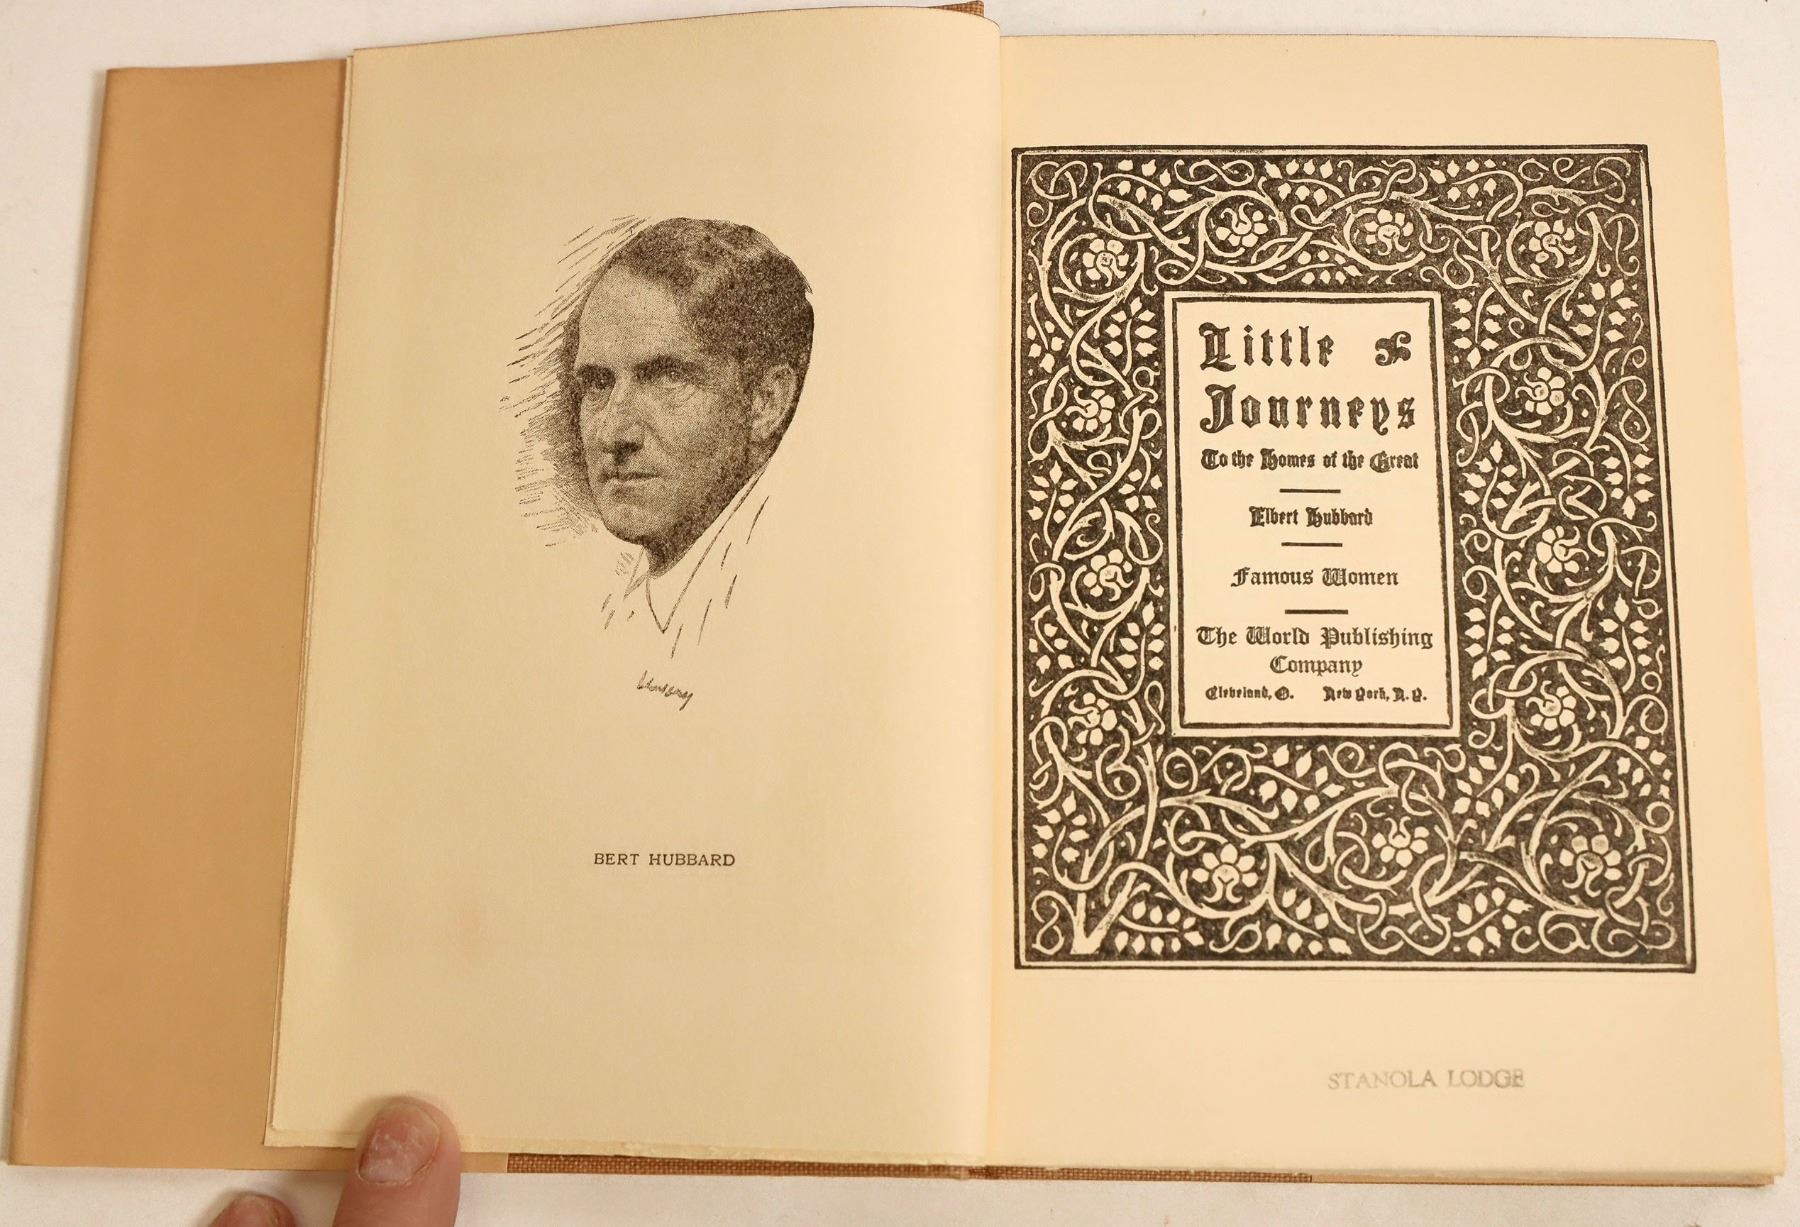 BERT HUBBARD
Little
Journeys
To the Homes of the Great
Elbert Hubbard
Famous Women
The World Publishing
Company
Cleveland, O. New York, N. Y.
STANOLA LODGE